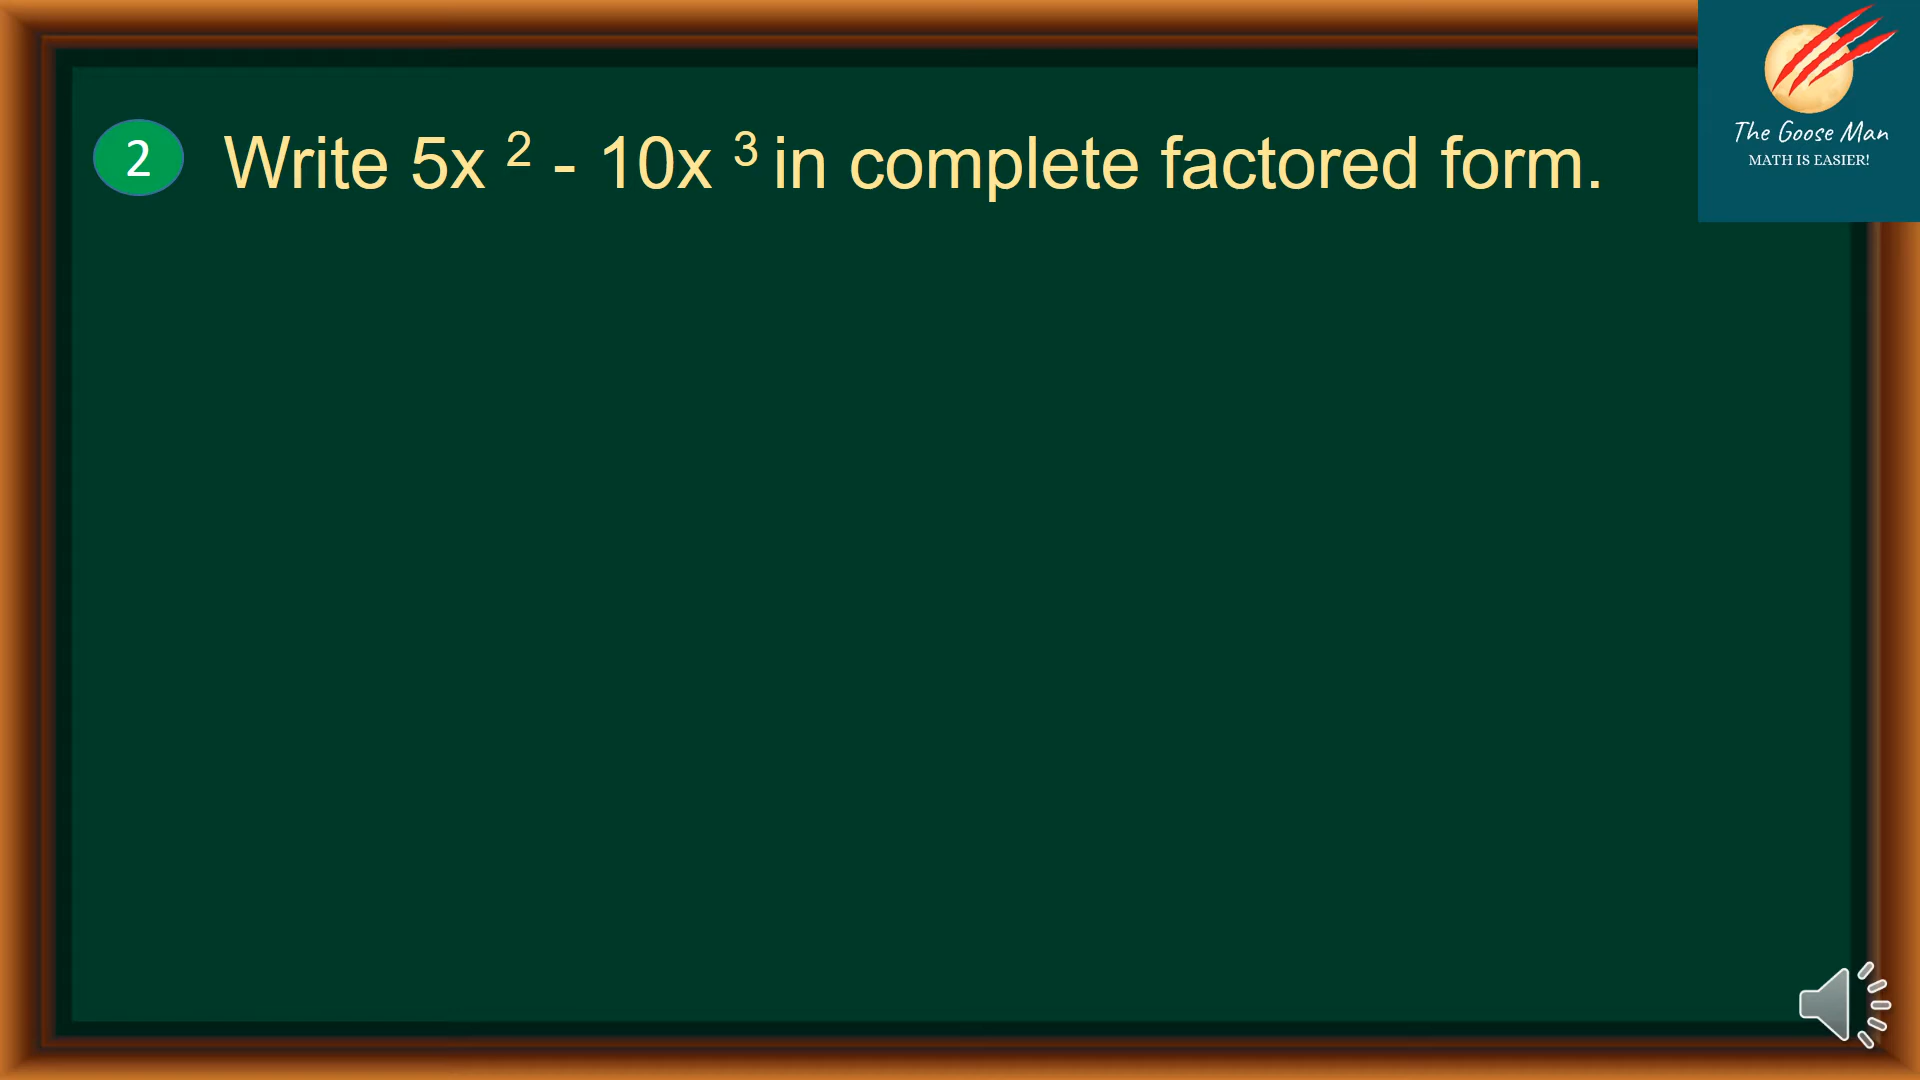 2 Write 5x ² - 10x ³ in complete factored form.
The Goose Man
MATH IS EASIER!